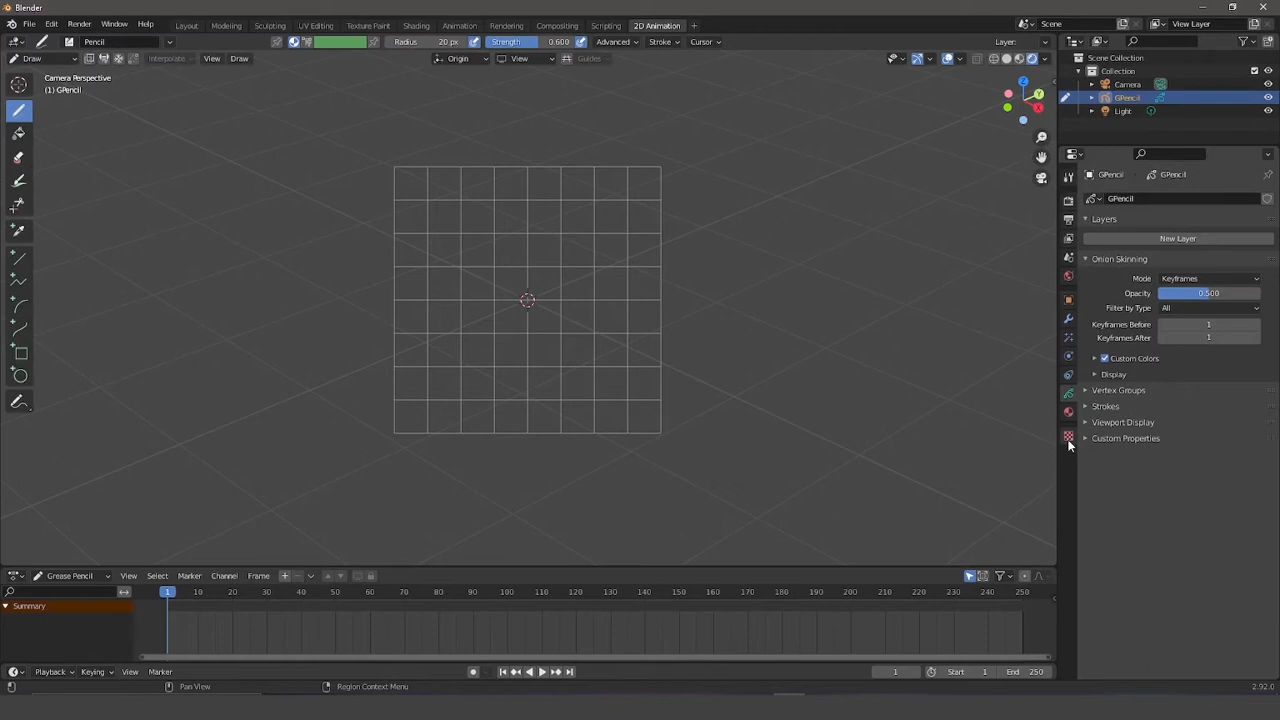 Blender
File Edit Render Window Help Layout Modeling Sculpting UV Editing Texture Paint Shading Animation Rendering Compositing Scripting 2D Animation + Scene View Layer
Pencil Radius 20 px Strength 0.600 Advanced Stroke Cursor Layer:
Draw Interpolate View Draw Origin View Guides
Scene Collection
Collection
Camera
GPencil
Light
Camera Perspective
(1) GPencil
Z
Y
X
GPencil GPencil
GPencil
Layers
New Layer
Onion Skinning
Mode Keyframes
Opacity 0.500
Filter by Type All
Keyframes Before 1
Keyframes After 1
Custom Colors
Display
Vertex Groups
Strokes
Viewport Display
Custom Properties
Grease Pencil View Select Marker Channel Frame
1 10 20 30 40 50 60 70 80 90 100 110 120 130 140 150 160 170 180 190 200 210 220 230 240 250
Summary
Playback Keying View Marker 1 Start 1 End 250
Pan View Region Context Menu 2.92.0